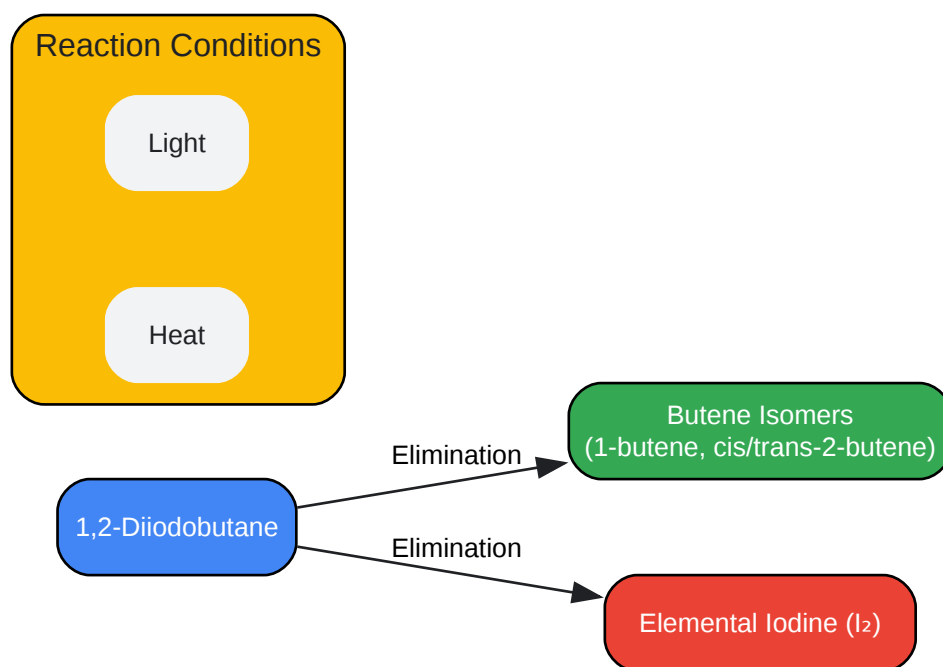 Reaction Conditions
Light
Heat
Butene Isomers
(1-butene, cis/trans-2-butene)
Elimination
1,2-Diiodobutane
Elimination
Elemental Iodine (I₂)